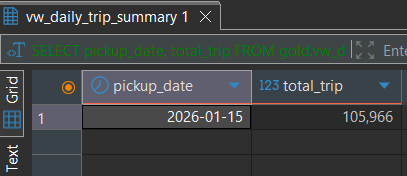 vw_daily_trip_summary 1
SELECT pickup_date, total_trip FROM gold.vw_d
Ente
Grid
pickup_date
123 total_trip
1
2026-01-15
105,966
Text